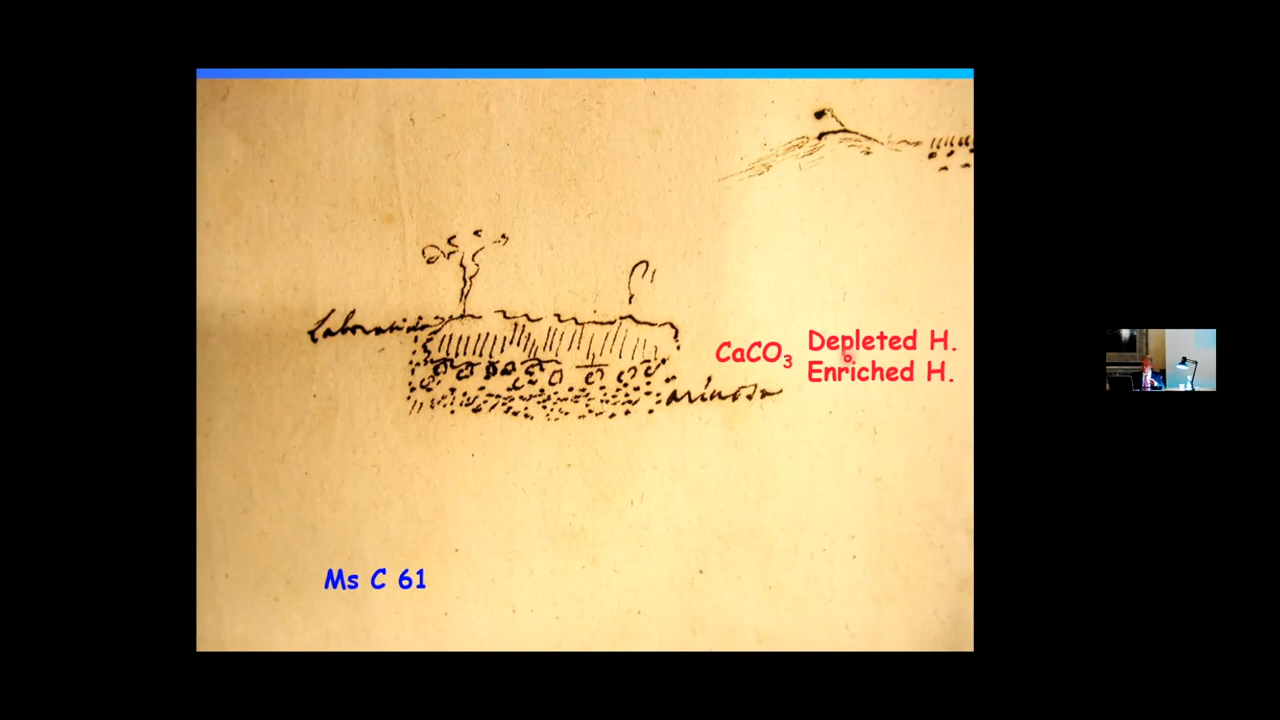 CaCO₃ Depleted H.
Enriched H.
Ms C 61